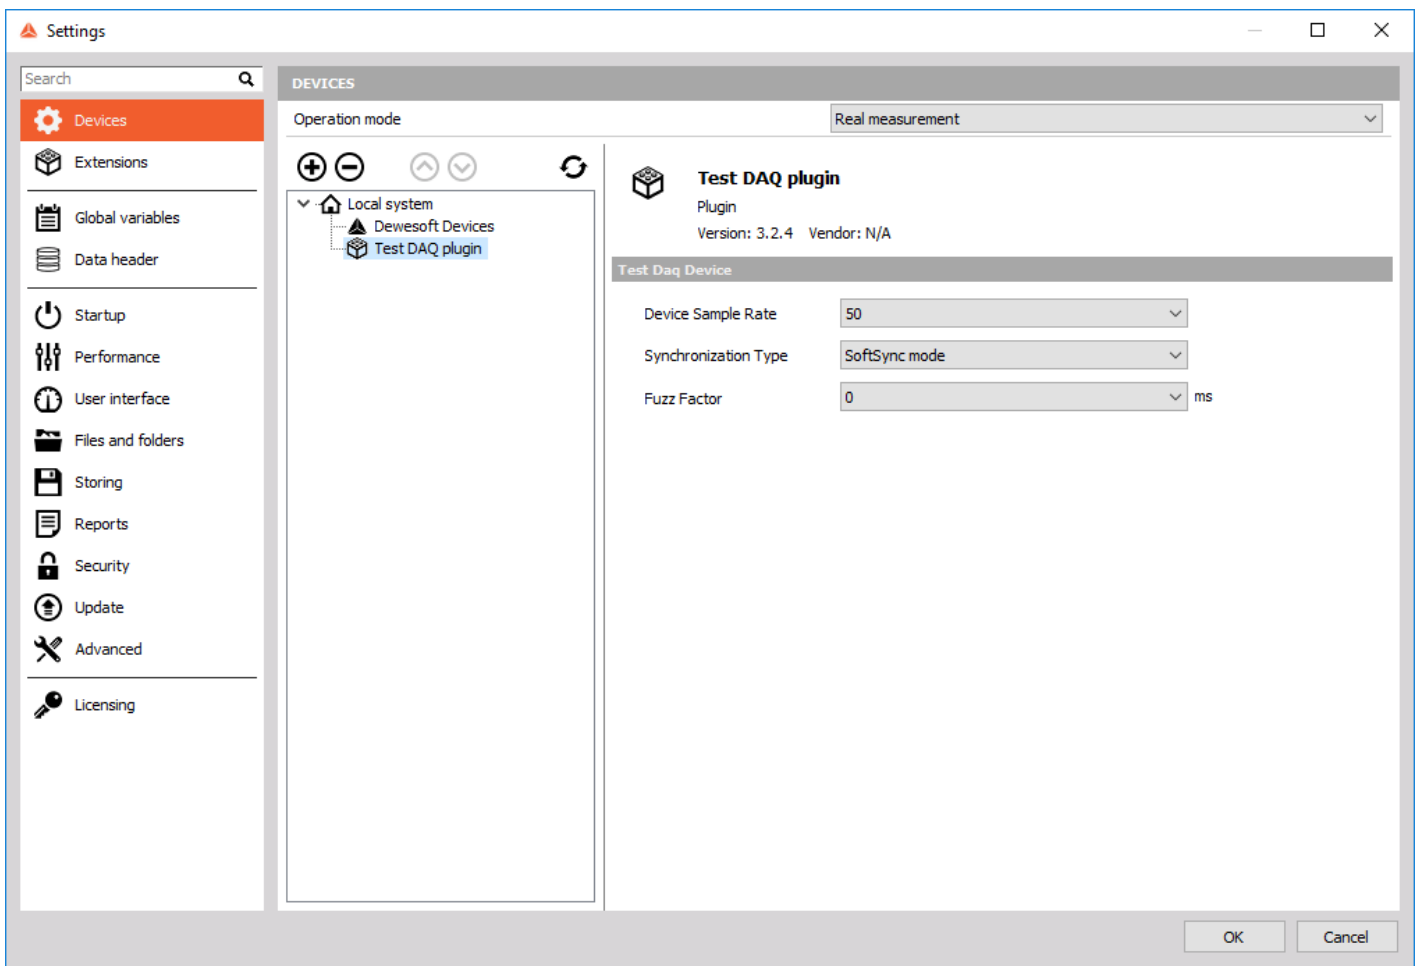 Settings
Search
Devices
Extensions
Global variables
Data header
Startup
Performance
User interface
Files and folders
Storing
Reports
Security
Update
Advanced
Licensing
DEVICES
Operation mode
Real measurement
Local system
Dewesoft Devices
Test DAQ plugin
Test DAQ plugin
Plugin
Version: 3.2.4 Vendor: N/A
Test Daq Device
Device Sample Rate 50
Synchronization Type SoftSync mode
Fuzz Factor 0 ms
OK Cancel